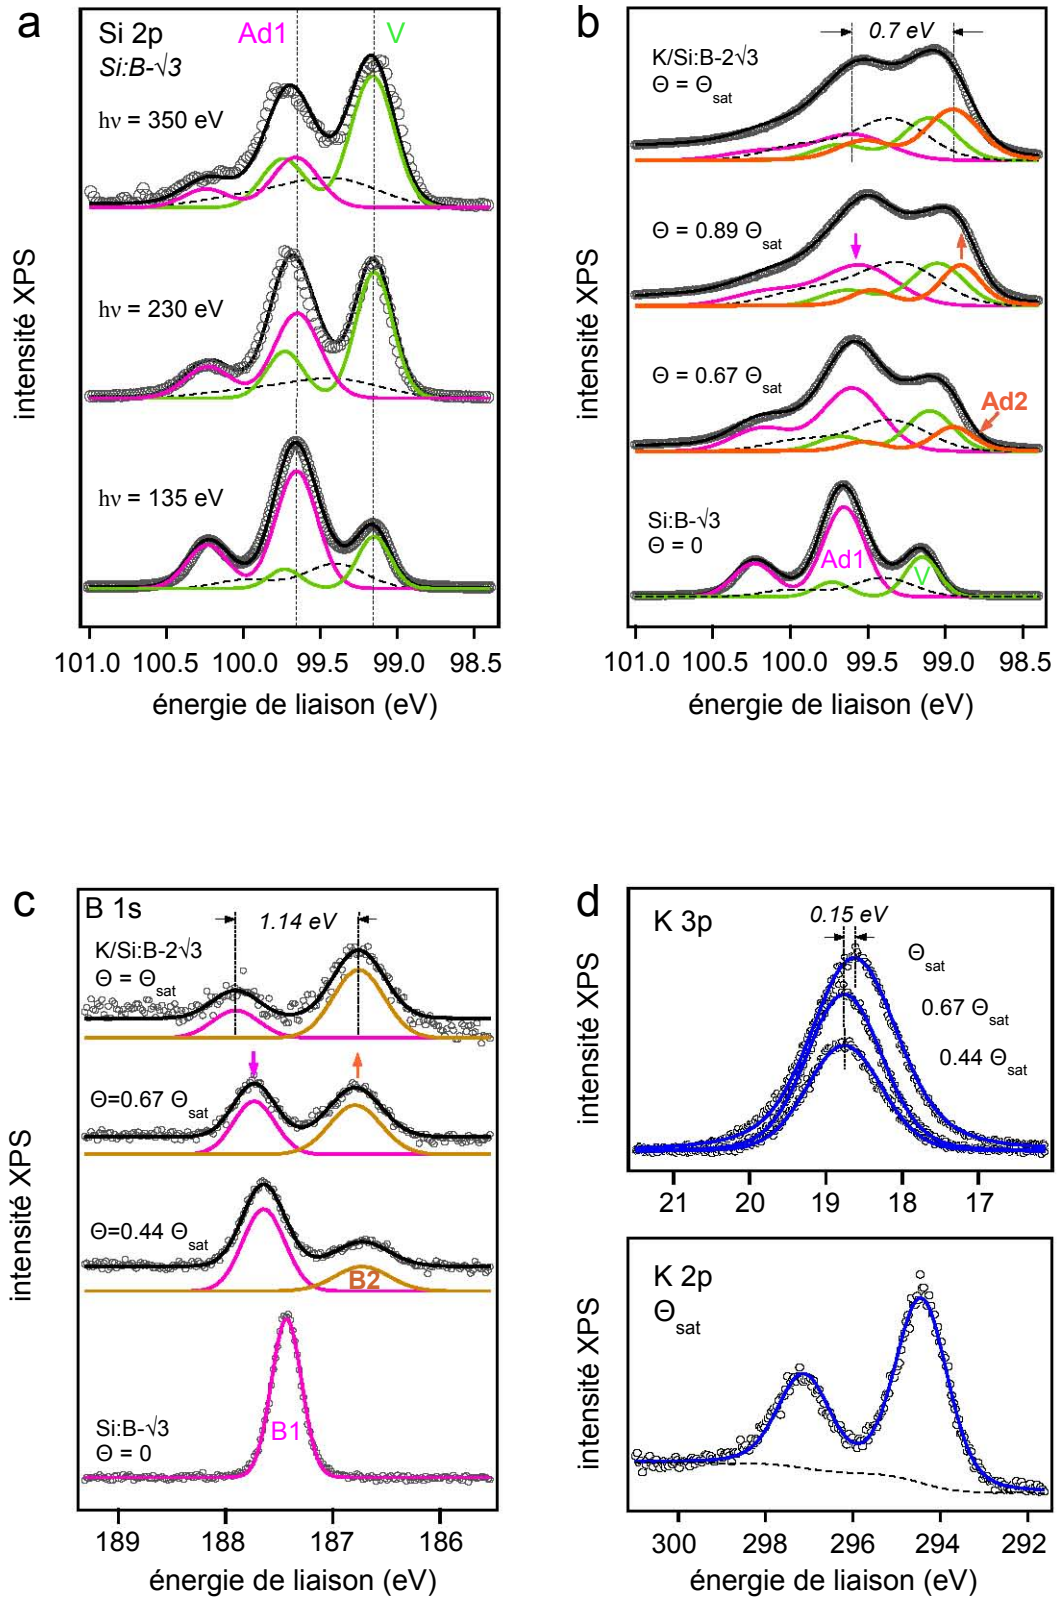 a
Si 2p
Si:B-√3
Ad1
V
hν = 350 eV
hν = 230 eV
hν = 135 eV
intensité XPS
101.0 100.5 100.0 99.5 99.0 98.5
énergie de liaison (eV)
b
0.7 eV
K/Si:B-2√3
Θ = Θsat
Θ = 0.89 Θsat
Θ = 0.67 Θsat
Ad2
Si:B-√3
Θ = 0
Ad1
V
intensité XPS
101.0 100.5 100.0 99.5 99.0 98.5
énergie de liaison (eV)
c
B 1s
1.14 eV
K/Si:B-2√3
Θ = Θsat
Θ=0.67 Θsat
Θ=0.44 Θsat
B2
B1
Si:B-√3
Θ = 0
intensité XPS
189 188 187 186
énergie de liaison (eV)
d
K 3p
0.15 eV
Θsat
0.67 Θsat
0.44 Θsat
intensité XPS
21 20 19 18 17
K 2p
Θsat
intensité XPS
300 298 296 294 292
énergie de liaison (eV)